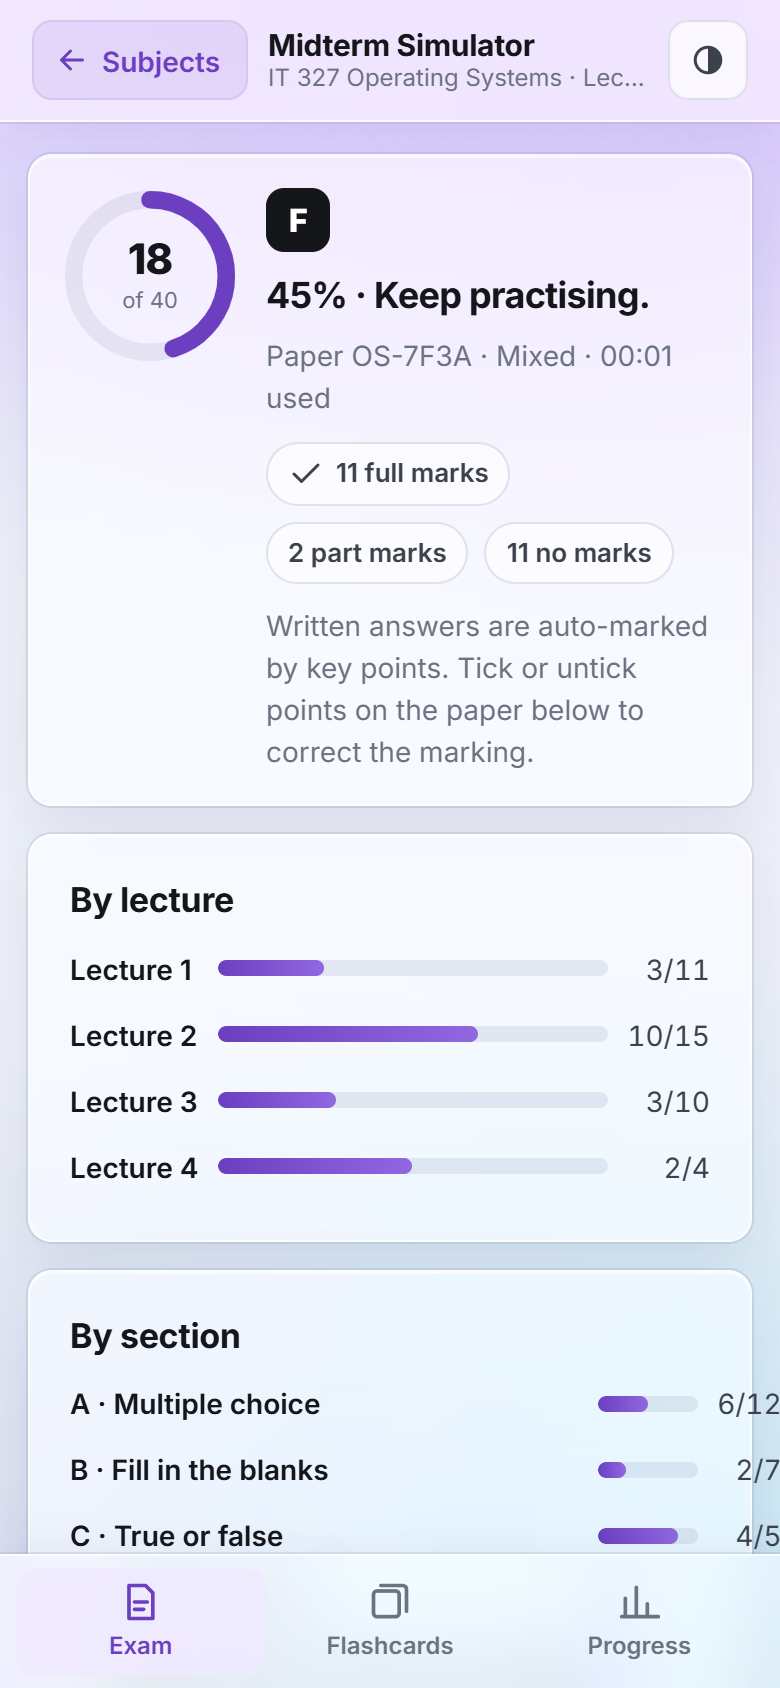 Subjects
Midterm Simulator
IT 327 Operating Systems · Lec...
18
of 40
F
45% · Keep practising.
Paper OS-7F3A · Mixed · 00:01
used
11 full marks
2 part marks
11 no marks
Written answers are auto-marked
by key points. Tick or untick
points on the paper below to
correct the marking.
By lecture
Lecture 1 3/11
Lecture 2 10/15
Lecture 3 3/10
Lecture 4 2/4
By section
A · Multiple choice 6/12
B · Fill in the blanks 2/7
C · True or false 4/5
Exam
Flashcards
Progress